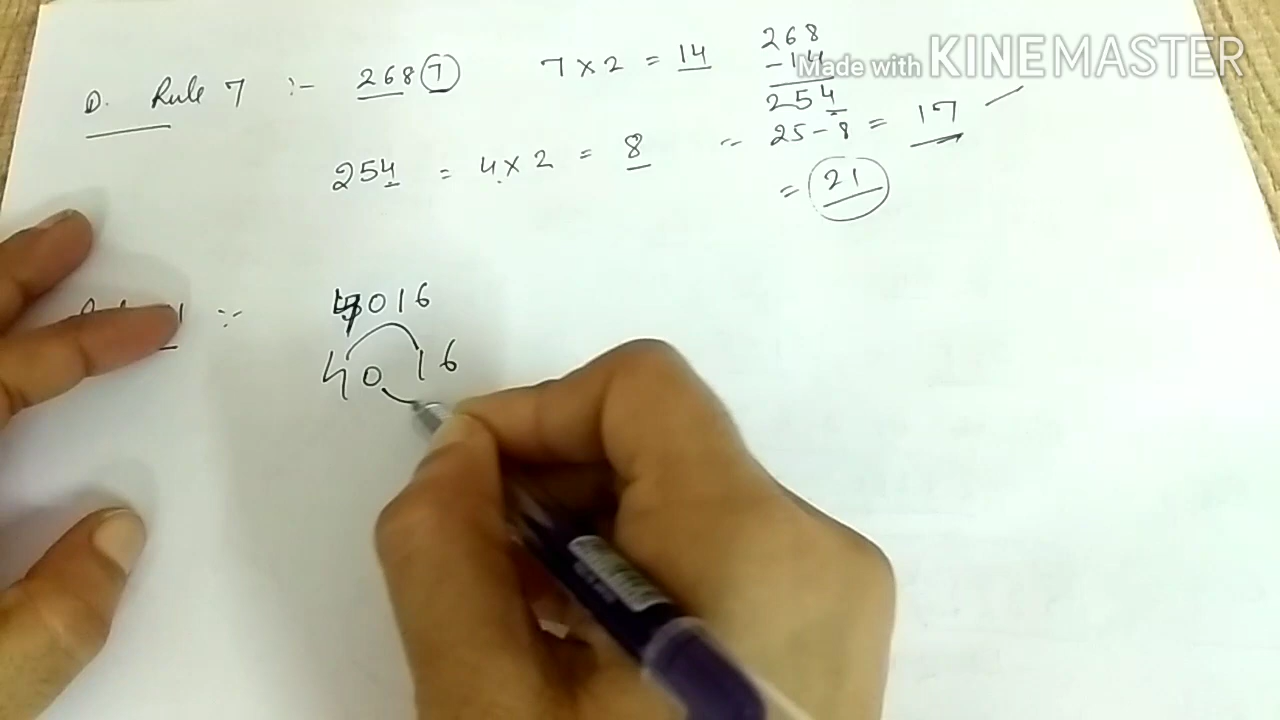 D. Rule 7 :- 268 7 7 x 2 = 14 268
- 14
254
254 = 4 x 2 = 8 = 25 - 8 = 17
= 21
1 :- 4016
40 16
Made with KINEMASTER